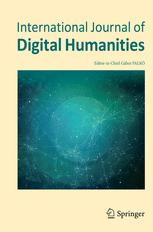 International Journal of
Digital Humanities
Editor-in-Chief: Gábor PALKÓ
Springer